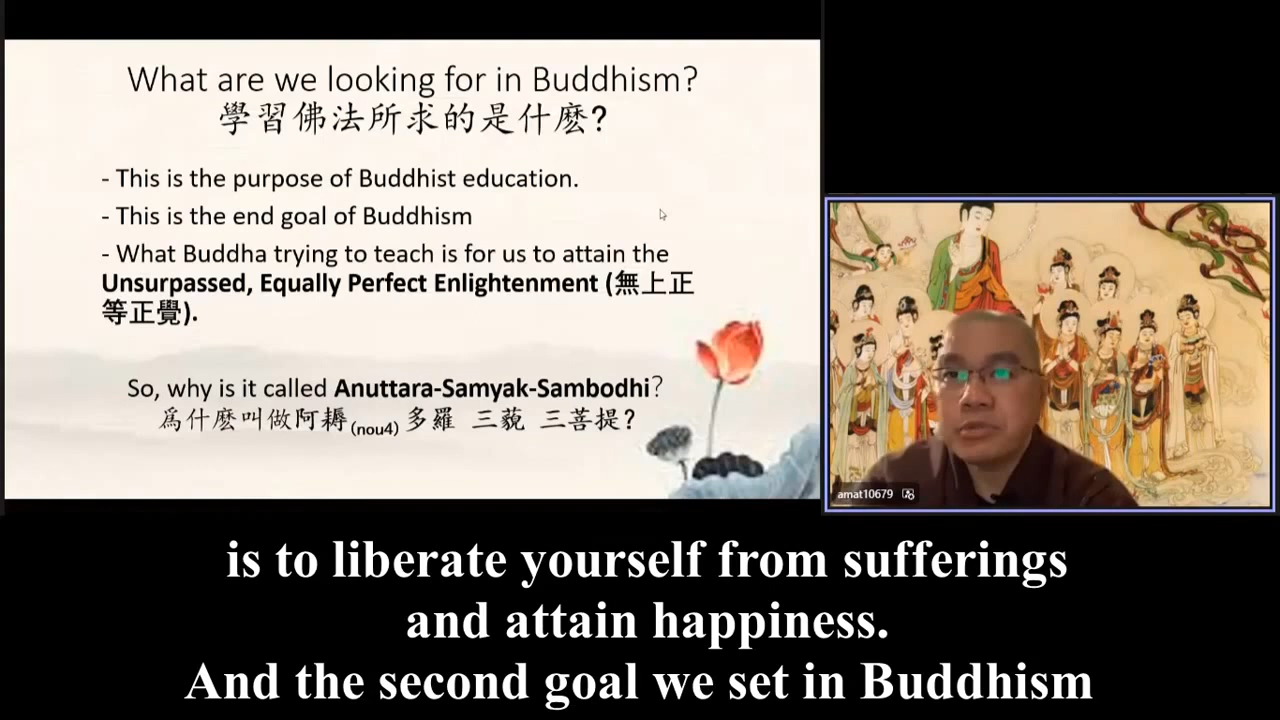 What are we looking for in Buddhism?
學習佛法所求的是什麽?
- This is the purpose of Buddhist education.
- This is the end goal of Buddhism
- What Buddha trying to teach is for us to attain the
Unsurpassed, Equally Perfect Enlightenment (無上正
等正覺).
So, why is it called Anuttara-Samyak-Sambodhi?
爲什麼叫做阿耨(nou4) 多羅 三藐 三菩提?
amat10679
is to liberate yourself from sufferings
and attain happiness.
And the second goal we set in Buddhism